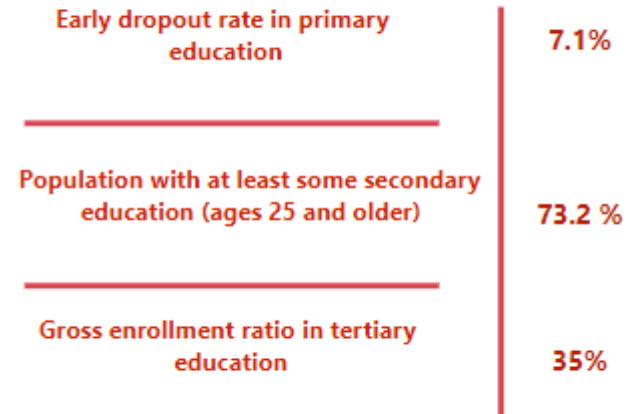 Early dropout rate in primary
education
7.1%
Population with at least some secondary
education (ages 25 and older)
73.2 %
Gross enrollment ratio in tertiary
education
35%